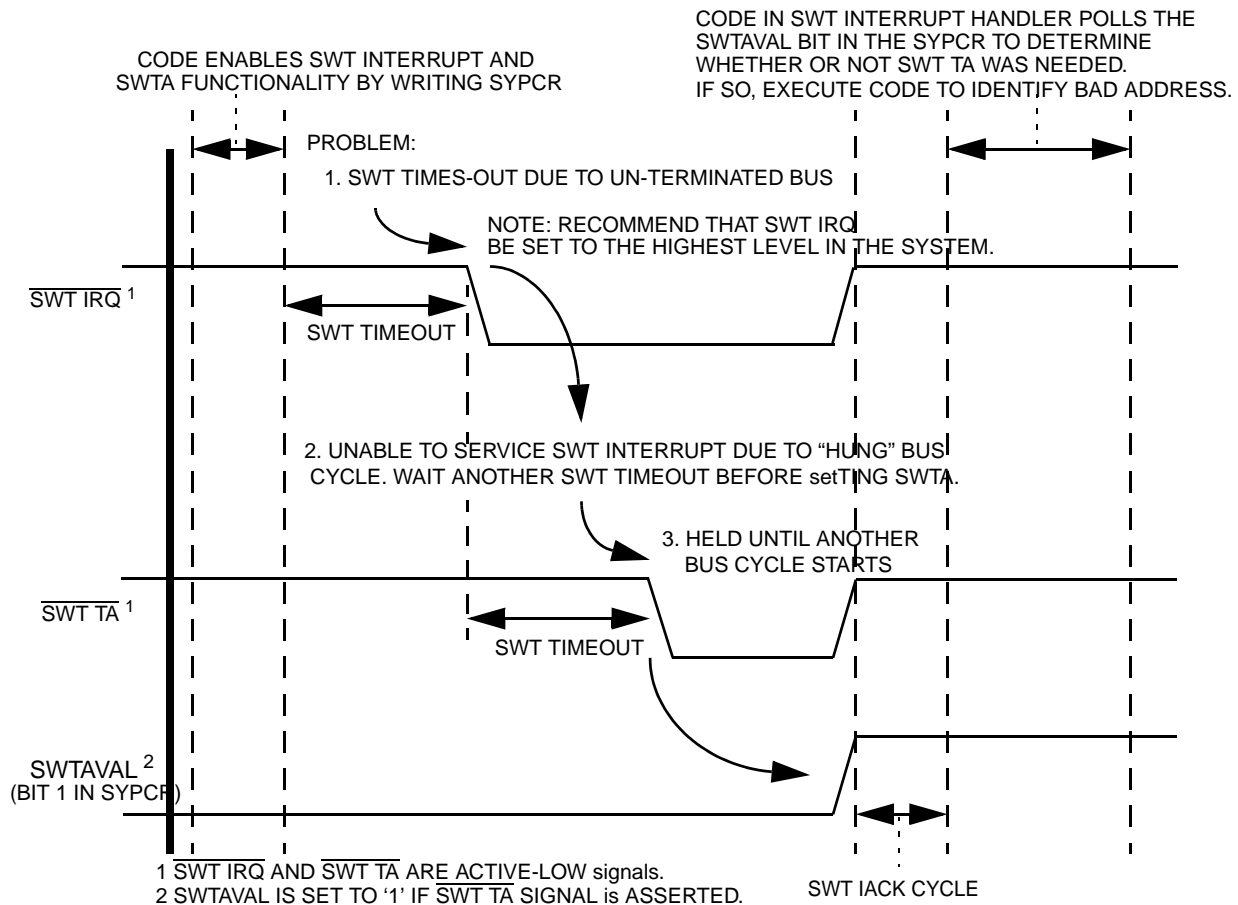 CODE ENABLES SWT INTERRUPT AND
SWTA FUNCTIONALITY BY WRITING SYPCR
CODE IN SWT INTERRUPT HANDLER POLLS THE
SWTAVAL BIT IN THE SYPCR TO DETERMINE
WHETHER OR NOT SWT TA WAS NEEDED.
IF SO, EXECUTE CODE TO IDENTIFY BAD ADDRESS.
PROBLEM:
1. SWT TIMES-OUT DUE TO UN-TERMINATED BUS
NOTE: RECOMMEND THAT SWT IRQ
BE SET TO THE HIGHEST LEVEL IN THE SYSTEM.
SWT IRQ 1
SWT TIMEOUT
2. UNABLE TO SERVICE SWT INTERRUPT DUE TO “HUNG” BUS
CYCLE. WAIT ANOTHER SWT TIMEOUT BEFORE setTING SWTA.
3. HELD UNTIL ANOTHER
BUS CYCLE STARTS
SWT TA 1
SWT TIMEOUT
SWTAVAL 2
(BIT 1 IN SYPCR)
1 SWT IRQ AND SWT TA ARE ACTIVE-LOW signals.
2 SWTAVAL IS SET TO ‘1’ IF SWT TA SIGNAL is ASSERTED.
SWT IACK CYCLE